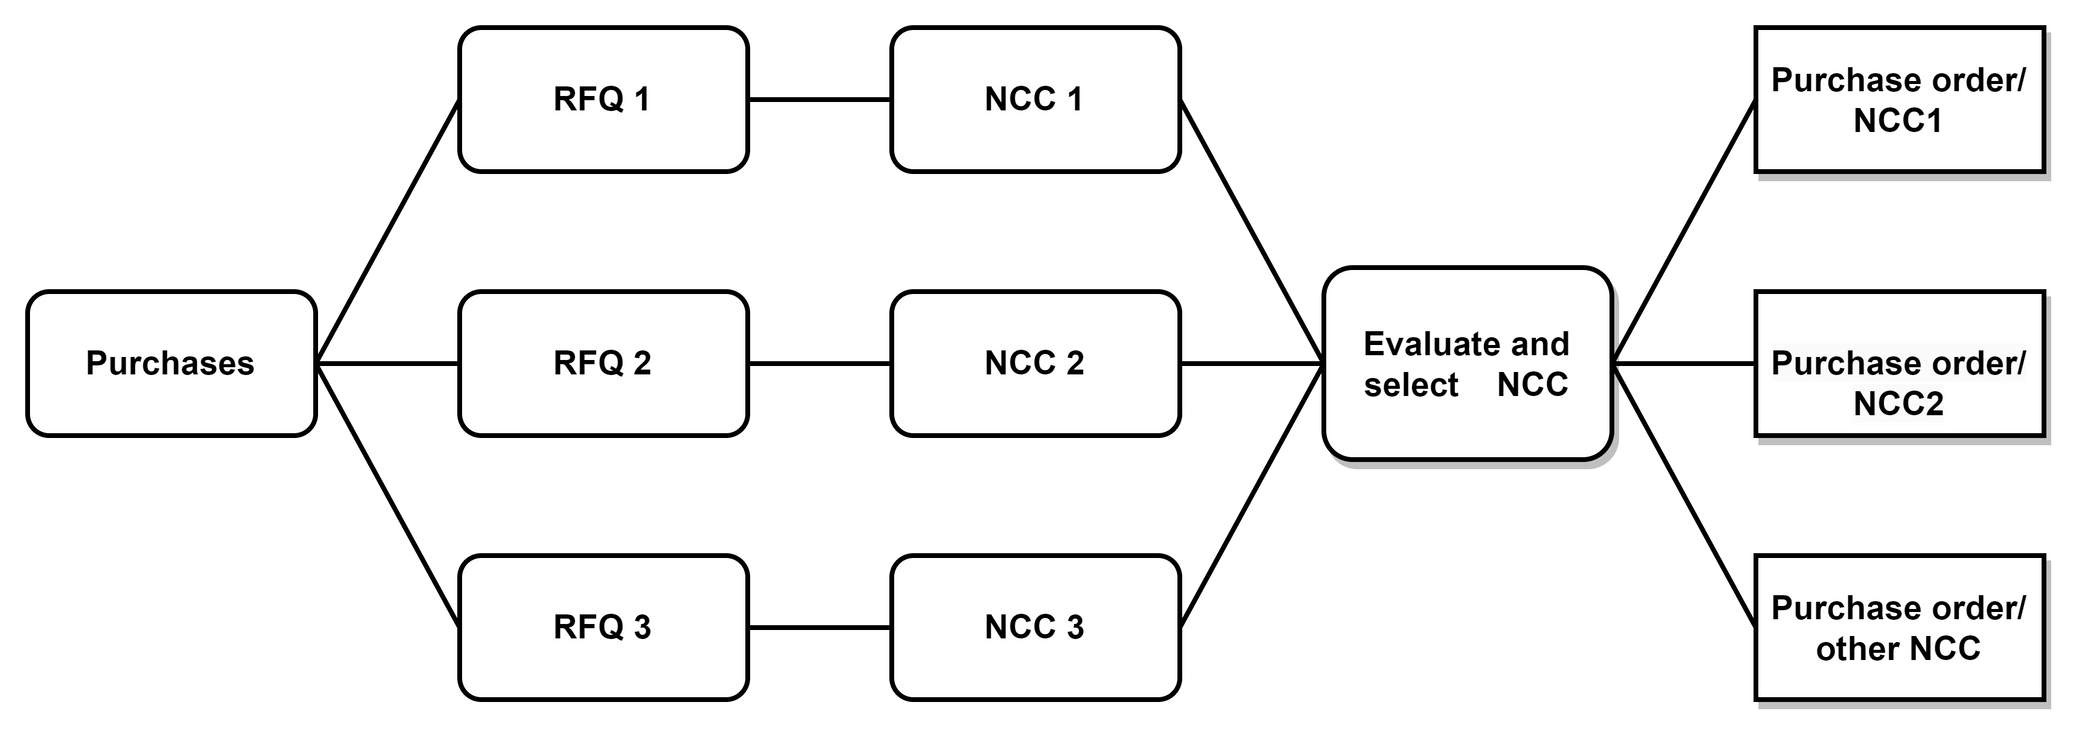 RFQ 1
NCC 1
Purchase order/
NCC1
Purchases
RFQ 2
NCC 2
Evaluate and
select NCC
Purchase order/
NCC2
RFQ 3
NCC 3
Purchase order/
other NCC